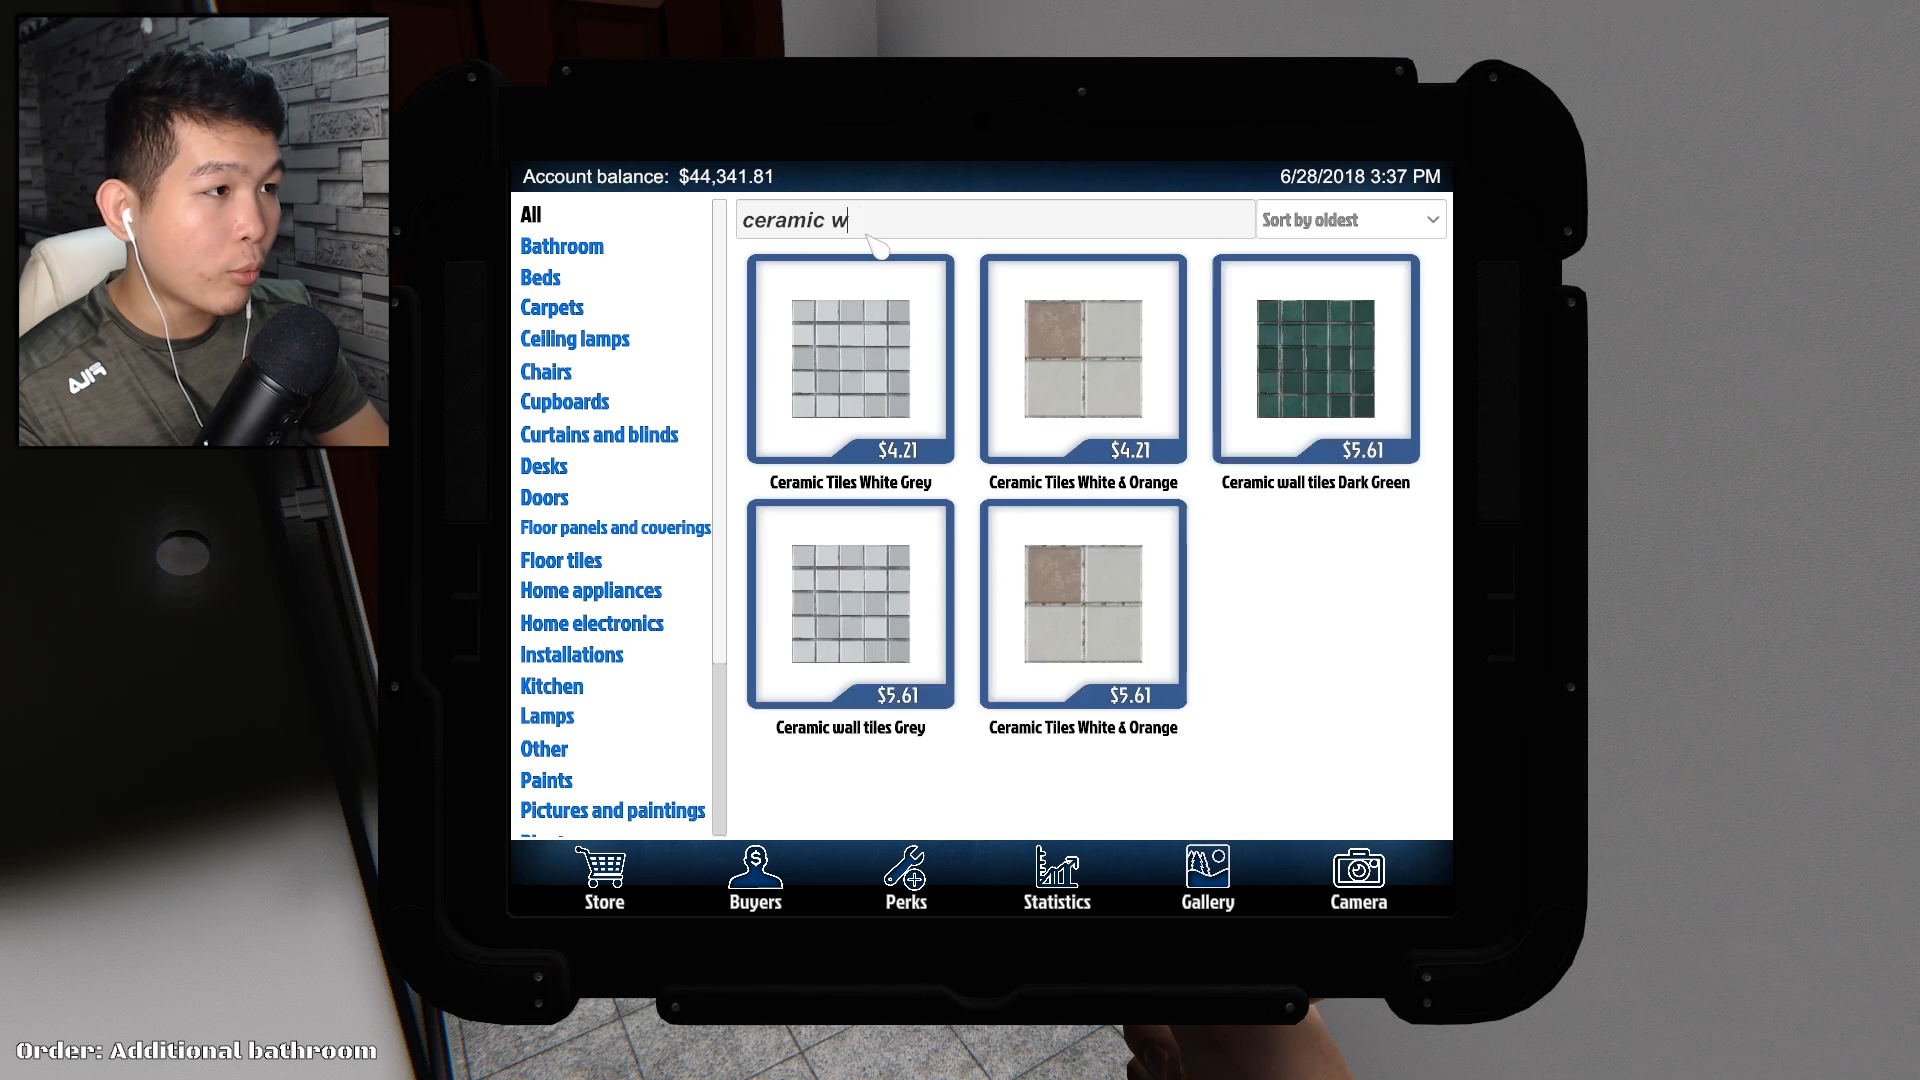 FILA
Account balance: $44,341.81
6/28/2018 3:37 PM
All
Bathroom
Beds
Carpets
Ceiling lamps
Chairs
Cupboards
Curtains and blinds
Desks
Doors
Floor panels and coverings
Floor tiles
Home appliances
Home electronics
Installations
Kitchen
Lamps
Other
Paints
Pictures and paintings
ceramic w
Sort by oldest
$4.21
$4.21
$5.61
Ceramic Tiles White Grey
Ceramic Tiles White & Orange
Ceramic wall tiles Dark Green
$5.61
$5.61
Ceramic wall tiles Grey
Ceramic Tiles White & Orange
Store
Buyers
Perks
Statistics
Gallery
Camera
Order: Additional bathroom